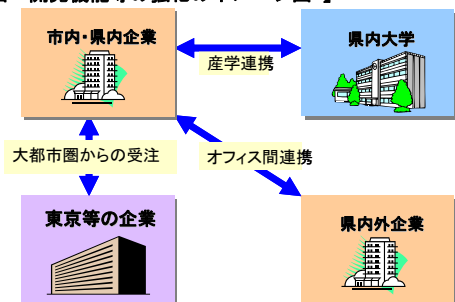 市内・県内企業
県内大学
産学連携
大都市圏からの受注
オフィス間連携
東京等の企業
県内外企業